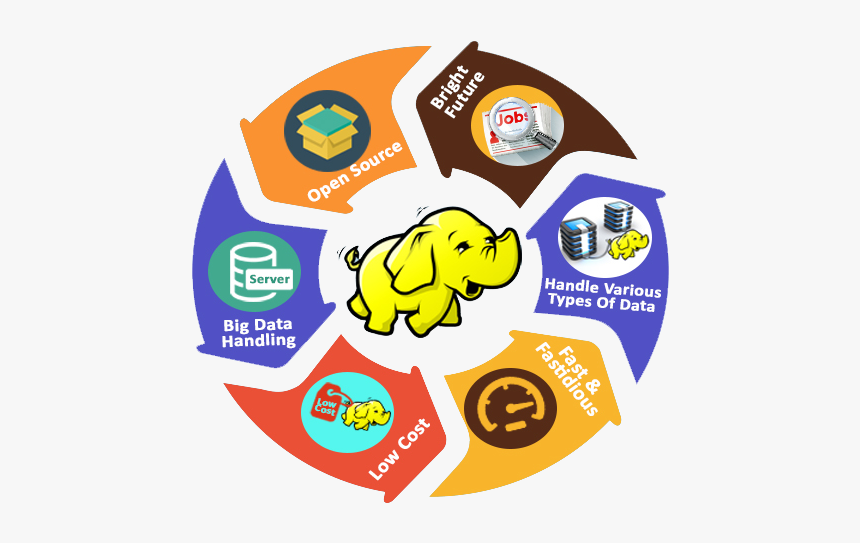 Bright
Future
Jobs
Open Source
Handle Various
Types Of Data
Server
Big Data
Handling
Fast &
Fastidious
Low
Cost
Low Cost